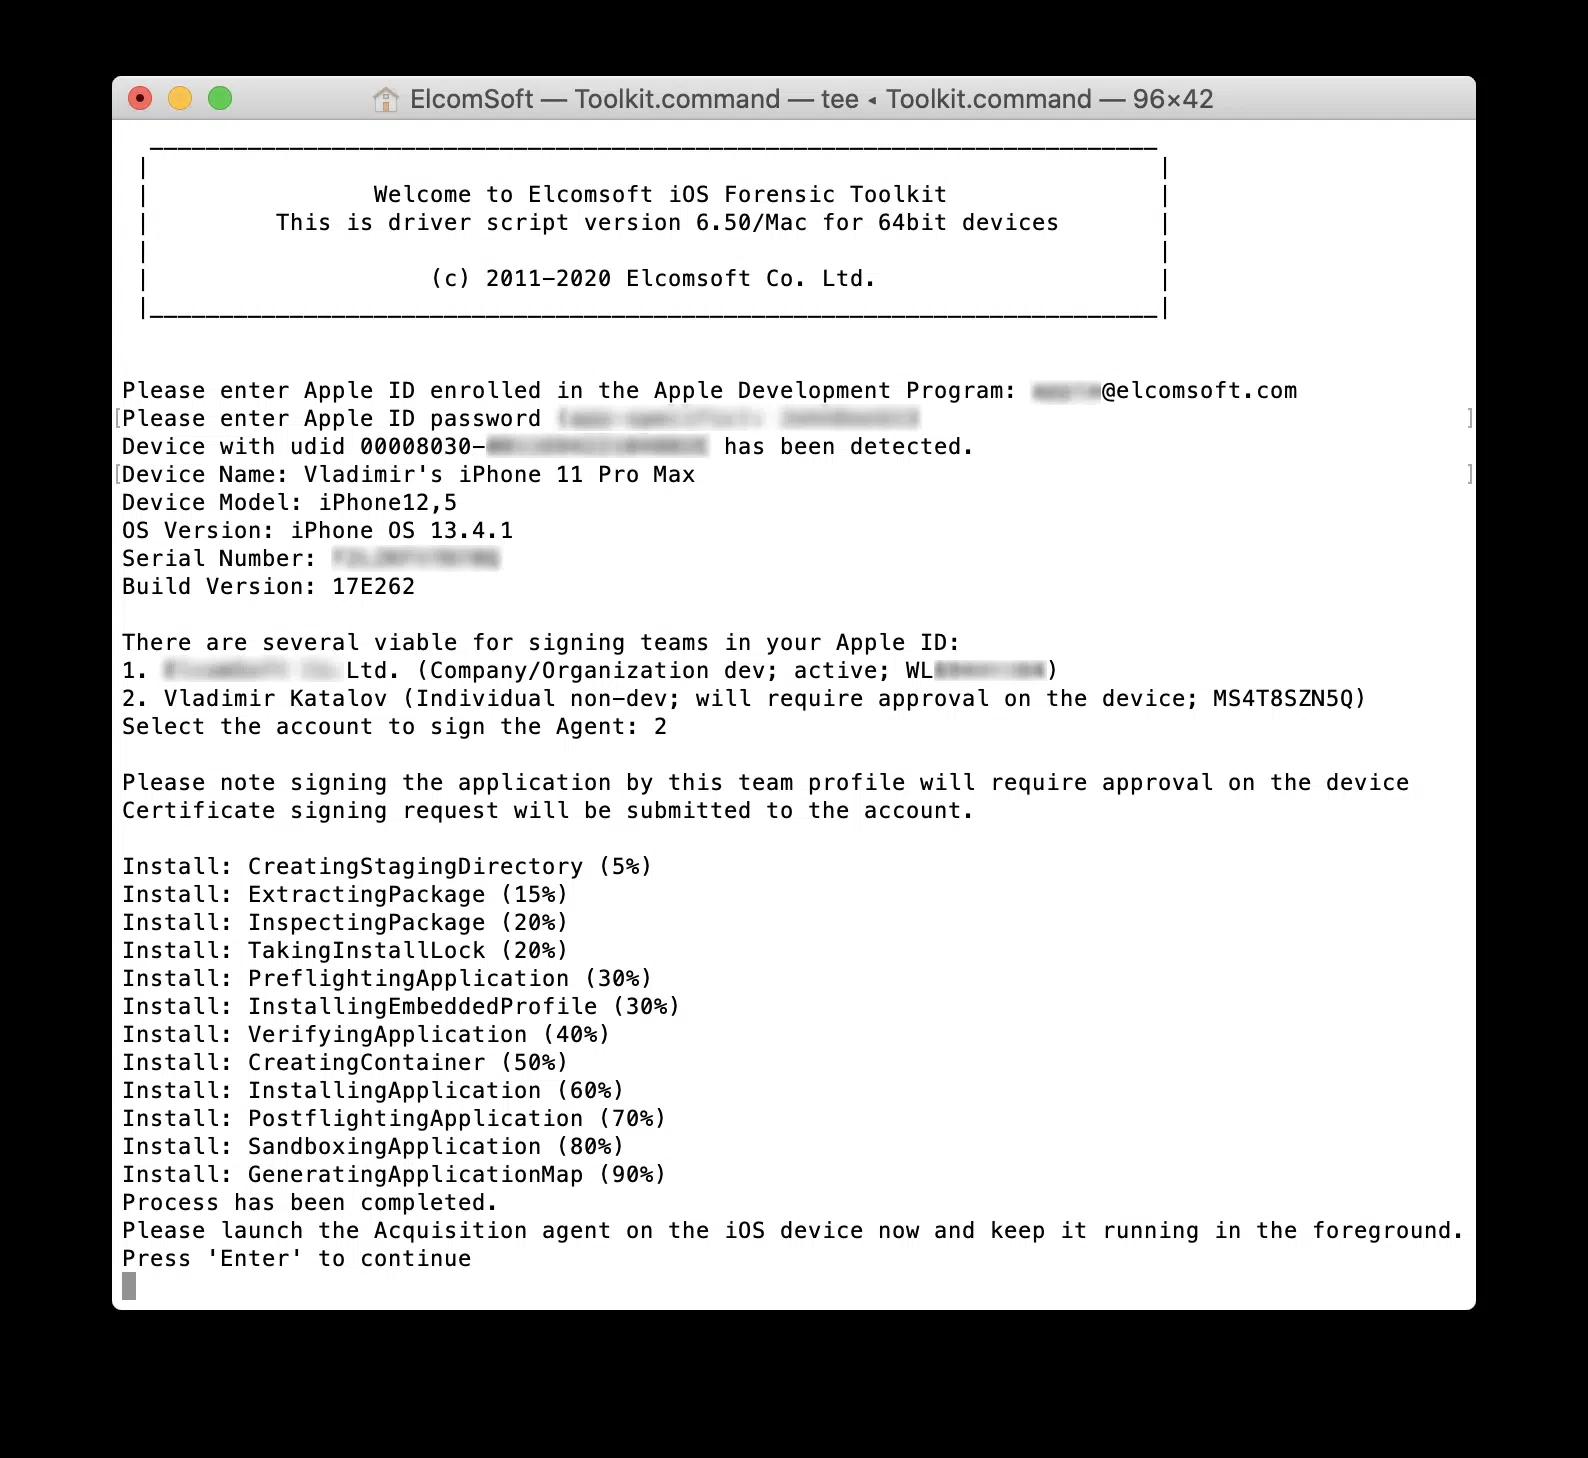 ElcomSoft — Toolkit.command — tee ◂ Toolkit.command — 96×42
Welcome to Elcomsoft iOS Forensic Toolkit
This is driver script version 6.50/Mac for 64bit devices
(c) 2011-2020 Elcomsoft Co. Ltd.
Please enter Apple ID enrolled in the Apple Development Program: @elcomsoft.com
Please enter Apple ID password
Device with udid 00008030- has been detected.
Device Name: Vladimir's iPhone 11 Pro Max
Device Model: iPhone12,5
OS Version: iPhone OS 13.4.1
Serial Number:
Build Version: 17E262
There are several viable for signing teams in your Apple ID:
1. Ltd. (Company/Organization dev; active; WL)
2. Vladimir Katalov (Individual non-dev; will require approval on the device; MS4T8SZN5Q)
Select the account to sign the Agent: 2
Please note signing the application by this team profile will require approval on the device
Certificate signing request will be submitted to the account.
Install: CreatingStagingDirectory (5%)
Install: ExtractingPackage (15%)
Install: InspectingPackage (20%)
Install: TakingInstallLock (20%)
Install: PreflightingApplication (30%)
Install: InstallingEmbeddedProfile (30%)
Install: VerifyingApplication (40%)
Install: CreatingContainer (50%)
Install: InstallingApplication (60%)
Install: PostflightingApplication (70%)
Install: SandboxingApplication (80%)
Install: GeneratingApplicationMap (90%)
Process has been completed.
Please launch the Acquisition agent on the iOS device now and keep it running in the foreground.
Press 'Enter' to continue